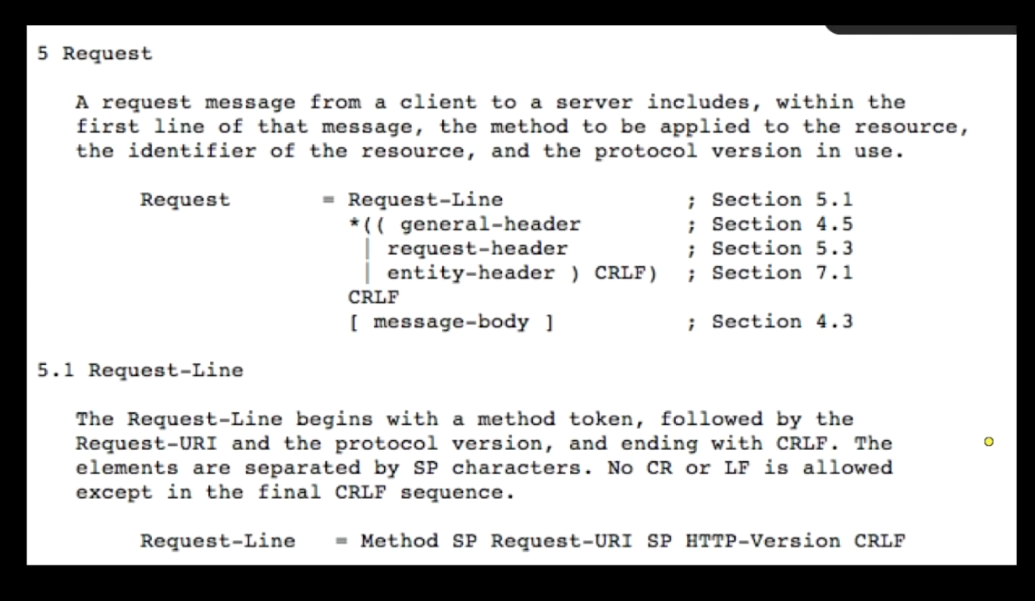 5 Request
A request message from a client to a server includes, within the
first line of that message, the method to be applied to the resource,
the identifier of the resource, and the protocol version in use.
Request = Request-Line ; Section 5.1
*(( general-header ; Section 4.5
| request-header ; Section 5.3
| entity-header ) CRLF) ; Section 7.1
CRLF
[ message-body ] ; Section 4.3
5.1 Request-Line
The Request-Line begins with a method token, followed by the
Request-URI and the protocol version, and ending with CRLF. The
elements are separated by SP characters. No CR or LF is allowed
except in the final CRLF sequence.
Request-Line = Method SP Request-URI SP HTTP-Version CRLF